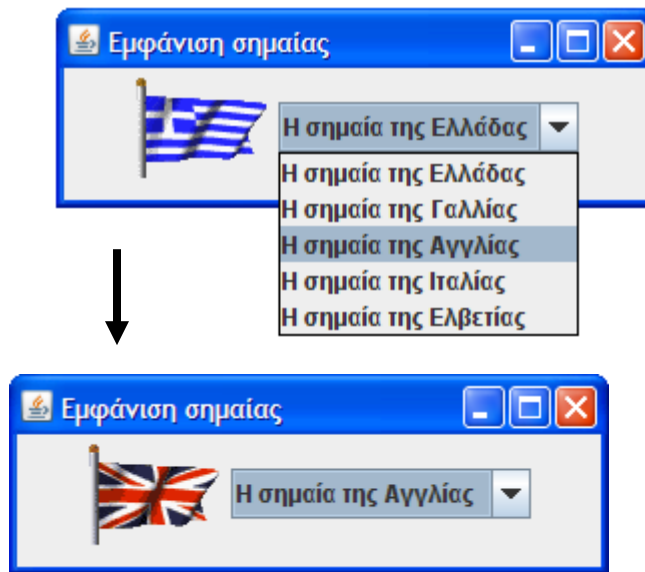 Εμφάνιση σημαίας
Η σημαία της Ελλάδας
Η σημαία της Ελλάδας
Η σημαία της Γαλλίας
Η σημαία της Αγγλίας
Η σημαία της Ιταλίας
Η σημαία της Ελβετίας
Εμφάνιση σημαίας
Η σημαία της Αγγλίας